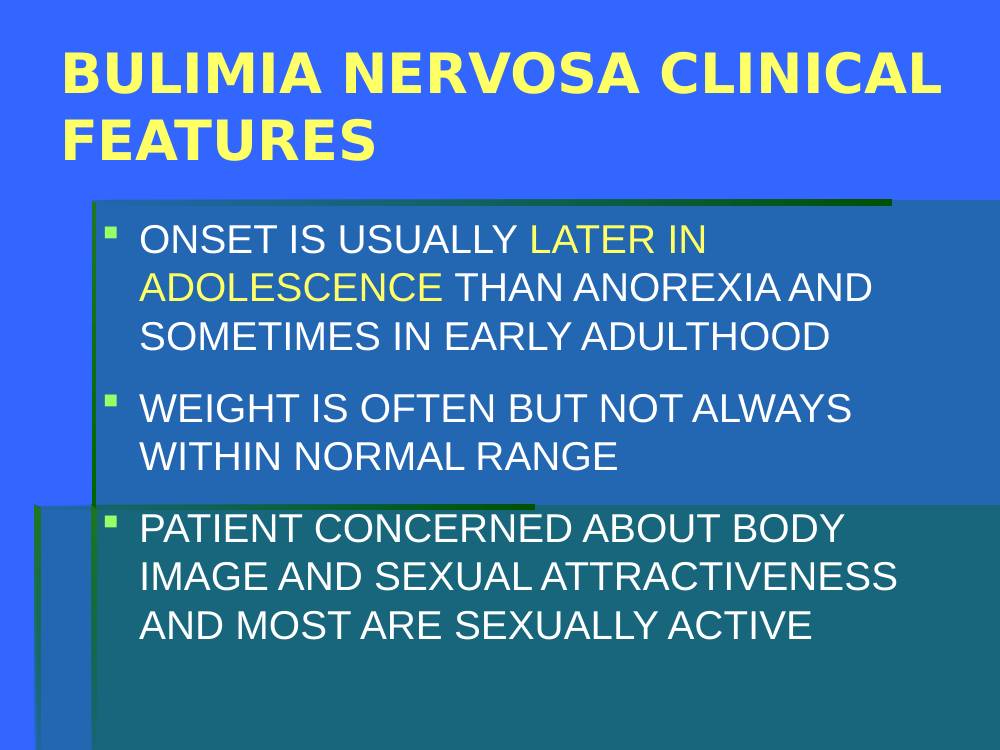 BULIMIA NERVOSA CLINICAL
FEATURES
ONSET IS USUALLY LATER IN
ADOLESCENCE THAN ANOREXIA AND
SOMETIMES IN EARLY ADULTHOOD
WEIGHT IS OFTEN BUT NOT ALWAYS
WITHIN NORMAL RANGE
PATIENT CONCERNED ABOUT BODY
IMAGE AND SEXUAL ATTRACTIVENESS
AND MOST ARE SEXUALLY ACTIVE